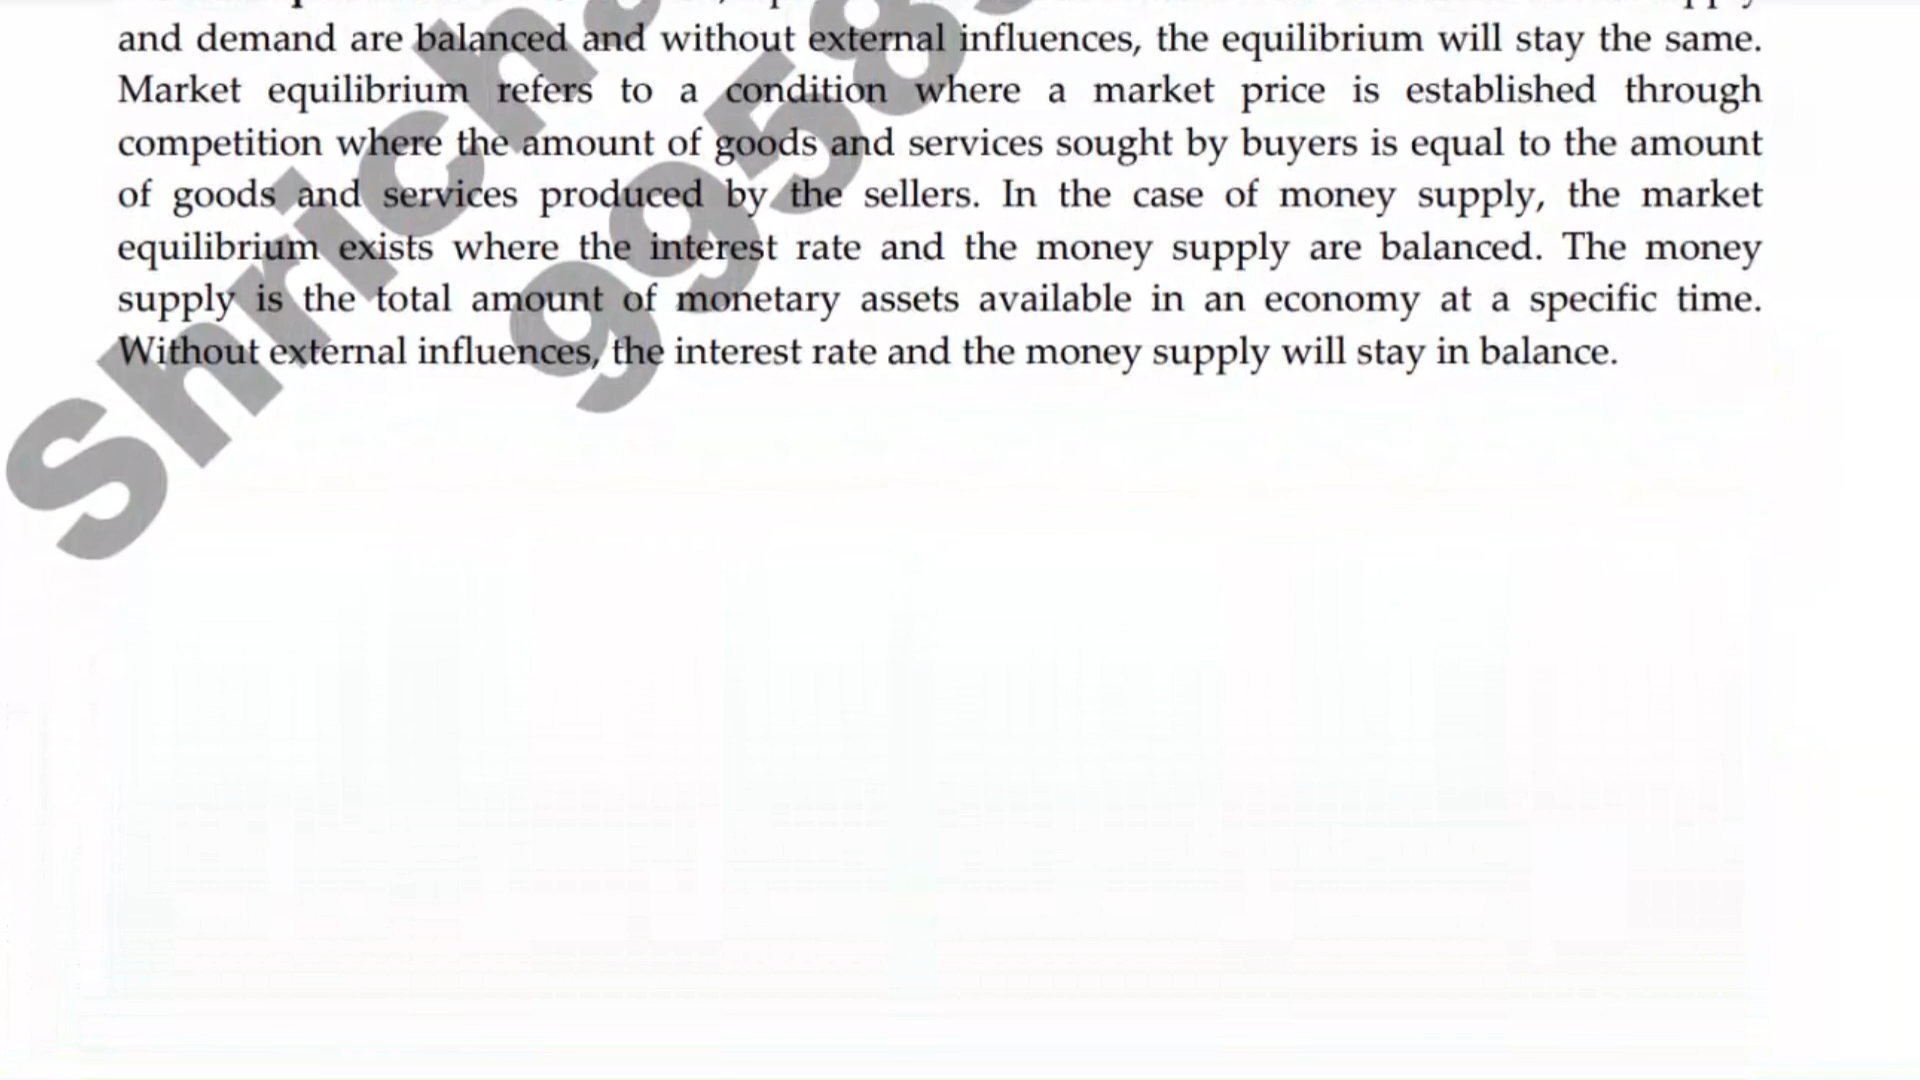 and demand are balanced and without external influences, the equilibrium will stay the same.
Market equilibrium refers to a condition where a market price is established through
competition where the amount of goods and services sought by buyers is equal to the amount
of goods and services produced by the sellers. In the case of money supply, the market
equilibrium exists where the interest rate and the money supply are balanced. The money
supply is the total amount of monetary assets available in an economy at a specific time.
Without external influences, the interest rate and the money supply will stay in balance.